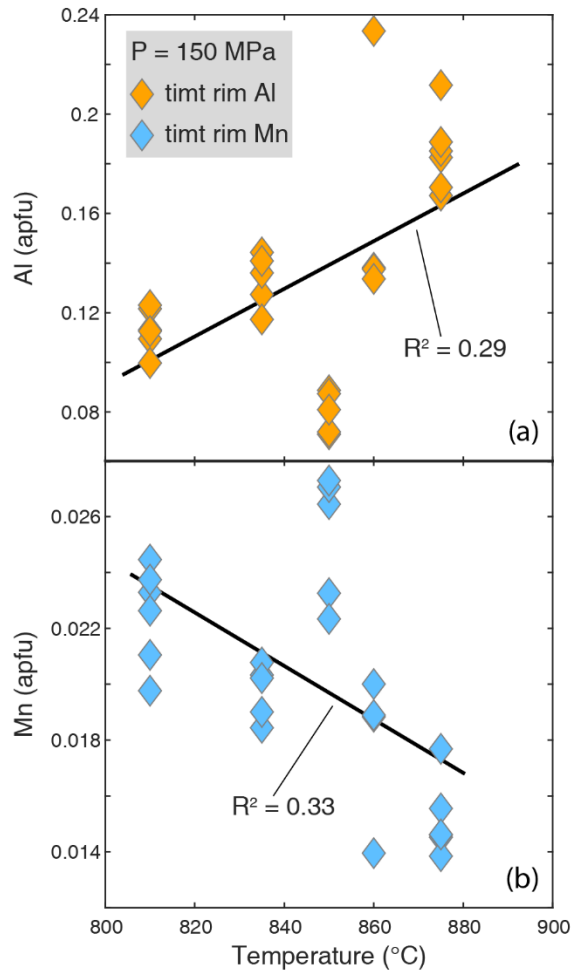 0.24
0.2
0.16
0.12
0.08
Al (apfu)
P = 150 MPa
timt rim Al
timt rim Mn
R² = 0.29
(a)
0.026
0.022
0.018
0.014
Mn (apfu)
R² = 0.33
(b)
800 820 840 860 880 900
Temperature (°C)